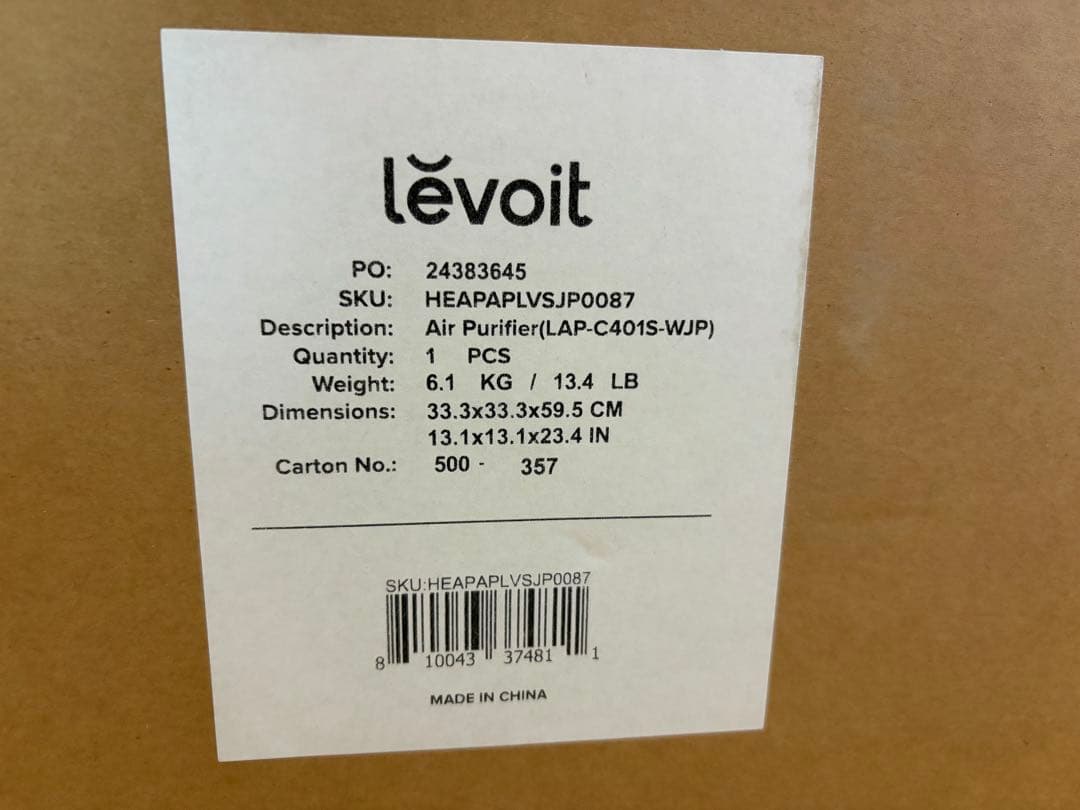 lĕvoit
PO: 24383645
SKU: HEAPAPLVSJP0087
Description: Air Purifier(LAP-C401S-WJP)
Quantity: 1 PCS
Weight: 6.1 KG / 13.4 LB
Dimensions: 33.3x33.3x59.5 CM
13.1x13.1x23.4 IN
Carton No.: 500 - 357
SKU:HEAPAPLVSJP0087
8 10043 37481 1
MADE IN CHINA